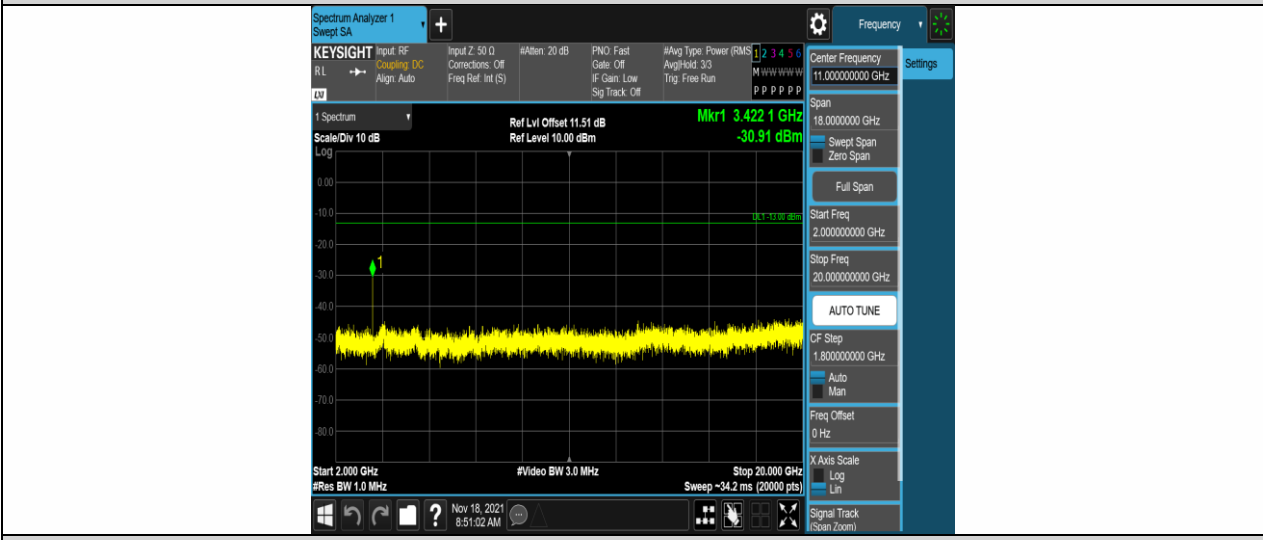 Spectrum Analyzer 1
Swept SA
Frequency
KEYSIGHT
RL
LXI
Input: RF
Coupling: DC
Align: Auto
Input Z: 50 Ω
Corrections: Off
Freq Ref: Int (S)
#Atten: 20 dB
PNO: Fast
Gate: Off
IF Gain: Low
Sig Track: Off
#Avg Type: Power (RMS
Avg|Hold: 3/3
Trig: Free Run
1 2 3 4 5 6
M W W W W W
P P P P P P
1 Spectrum
Scale/Div 10 dB
Log
Ref Lvl Offset 11.51 dB
Ref Level 10.00 dBm
Mkr1 3.422 1 GHz
-30.91 dBm
0.00
-10.0
DL1 -13.00 dBm
-20.0
1
-30.0
-40.0
-50.0
-60.0
-70.0
-80.0
Start 2.000 GHz
#Res BW 1.0 MHz
#Video BW 3.0 MHz
Stop 20.000 GHz
Sweep ~34.2 ms (20000 pts)
?
Nov 18, 2021
8:51:02 AM
Center Frequency
11.000000000 GHz
Settings
Span
18.0000000 GHz
Swept Span
Zero Span
Full Span
Start Freq
2.000000000 GHz
Stop Freq
20.000000000 GHz
AUTO TUNE
CF Step
1.800000000 GHz
Auto
Man
Freq Offset
0 Hz
X Axis Scale
Log
Lin
Signal Track
(Span Zoom)